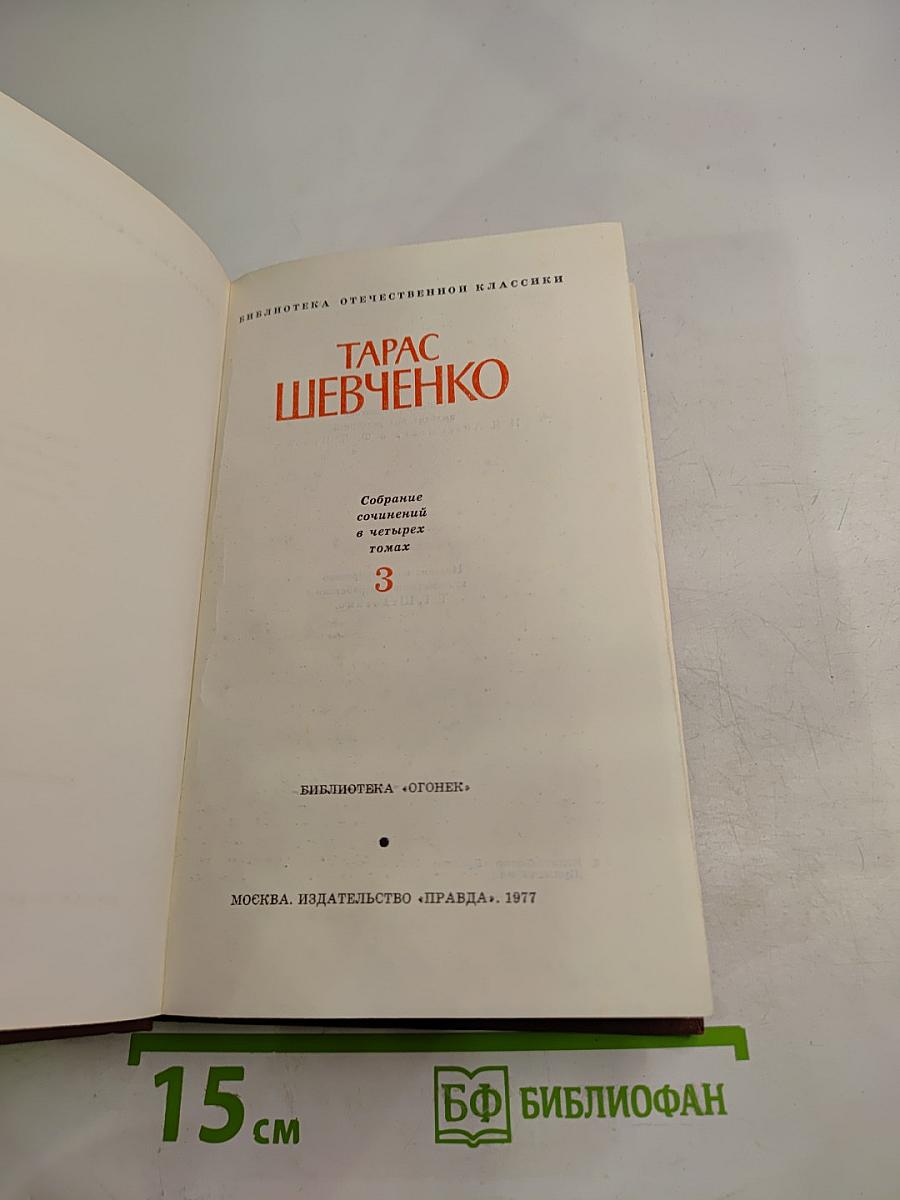 БИБЛИОТЕКА ОТЕЧЕСТВЕННОЙ КЛАССИКИ
ТАРАС
ШЕВЧЕНКО
Собрание
сочинений
в четырех
томах
3
БИБЛИОТЕКА «ОГОНЕК»
МОСКВА. ИЗДАТЕЛЬСТВО «ПРАВДА». 1977
15 см
БФ БИБЛИОФАН